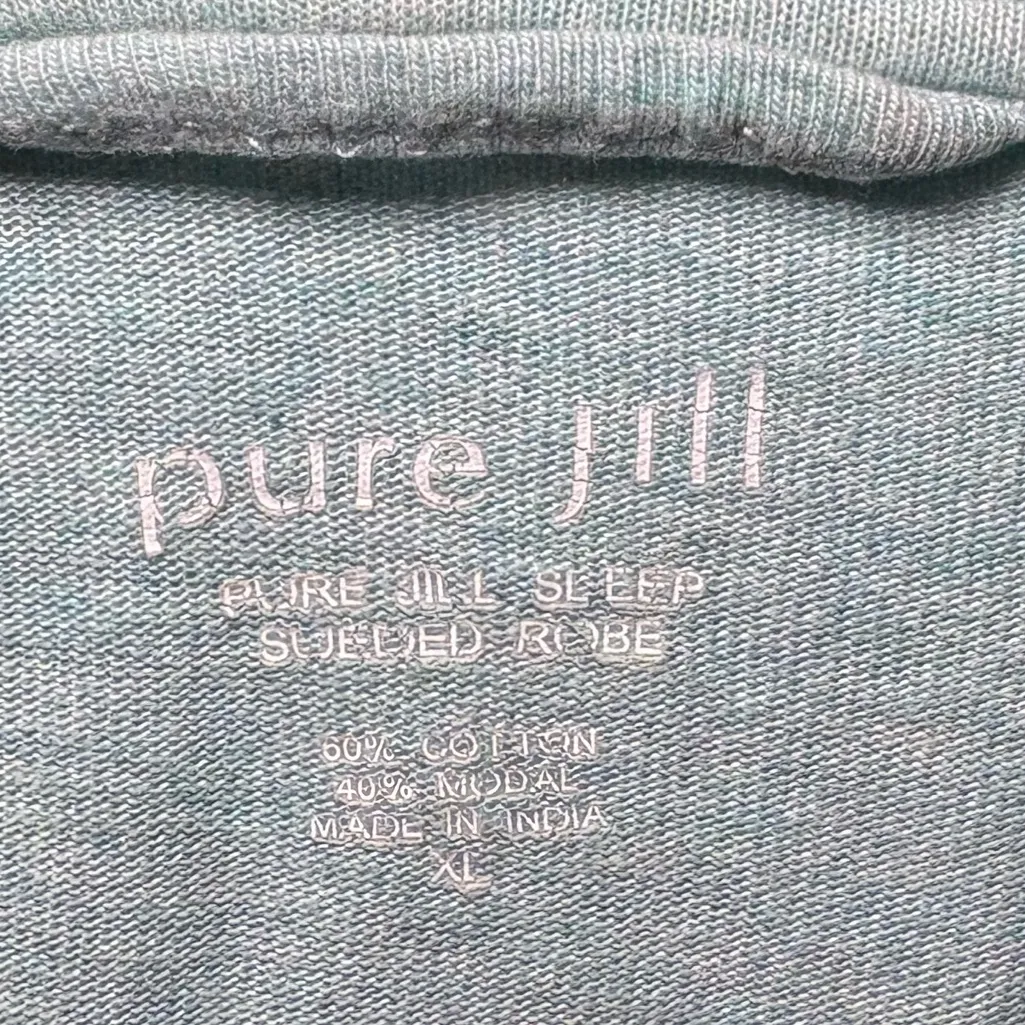 pure jill
PURE JILL SLEEP
SUEDED ROBE
60% COTTON
40% MODAL
MADE IN INDIA
XL